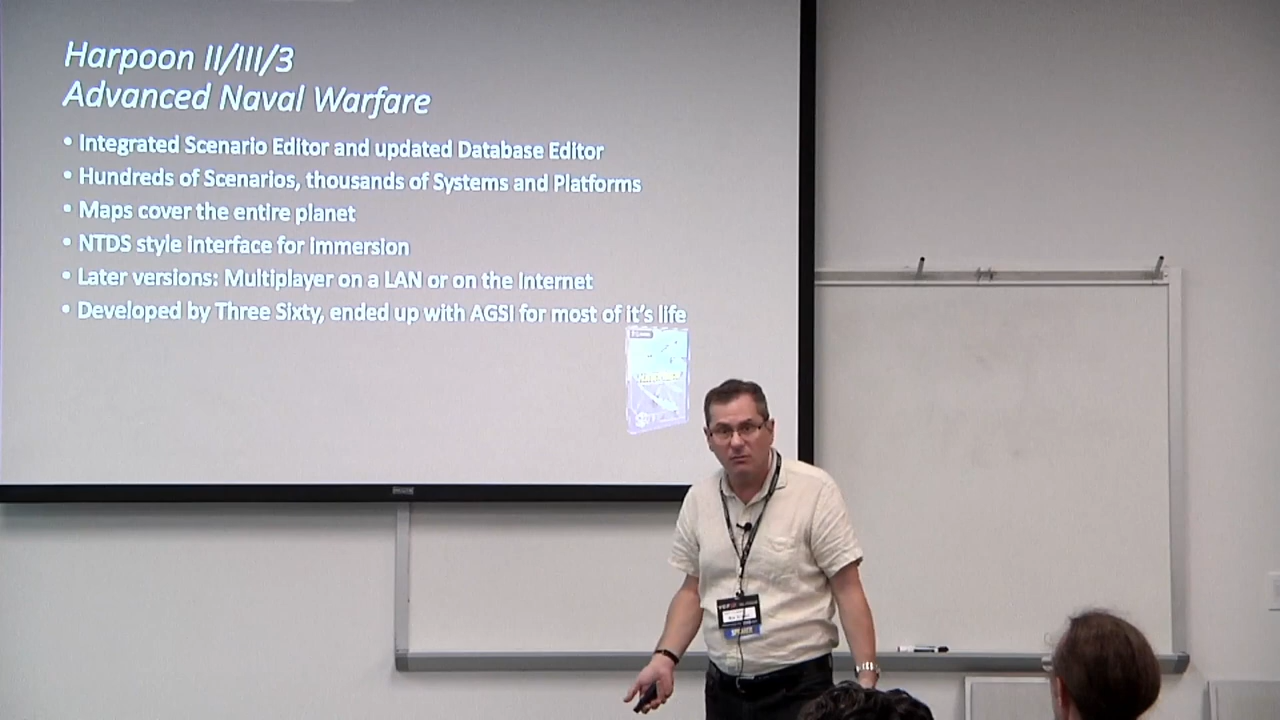 Harpoon II/III/3
Advanced Naval Warfare
• Integrated Scenario Editor and updated Database Editor
• Hundreds of Scenarios, thousands of Systems and Platforms
• Maps cover the entire planet
• NTDS style interface for immersion
• Later versions: Multiplayer on a LAN or on the Internet
• Developed by Three Sixty, ended up with AGSI for most of it's life
SPEAKER